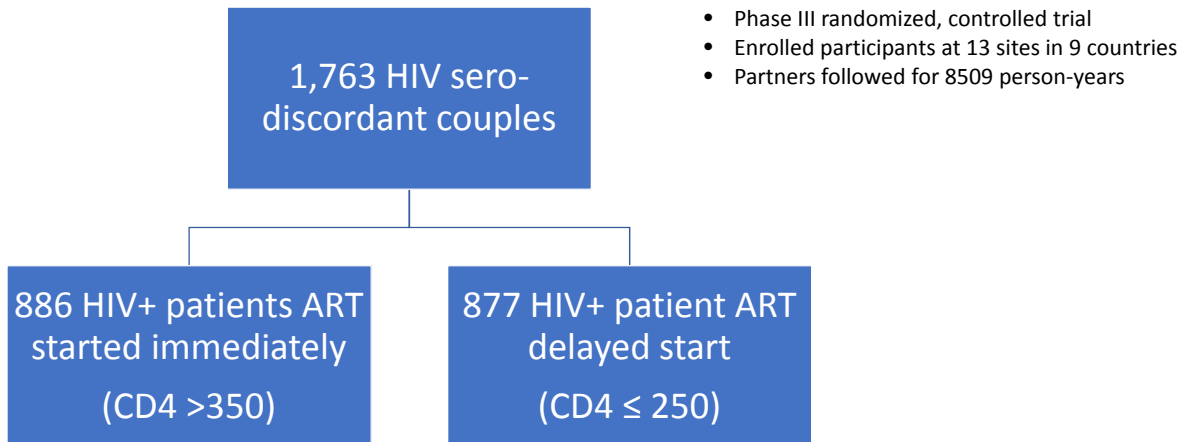 1,763 HIV sero-
discordant couples
• Phase III randomized, controlled trial
• Enrolled participants at 13 sites in 9 countries
• Partners followed for 8509 person-years
886 HIV+ patients ART
started immediately
(CD4 >350)
877 HIV+ patient ART
delayed start
(CD4 ≤ 250)